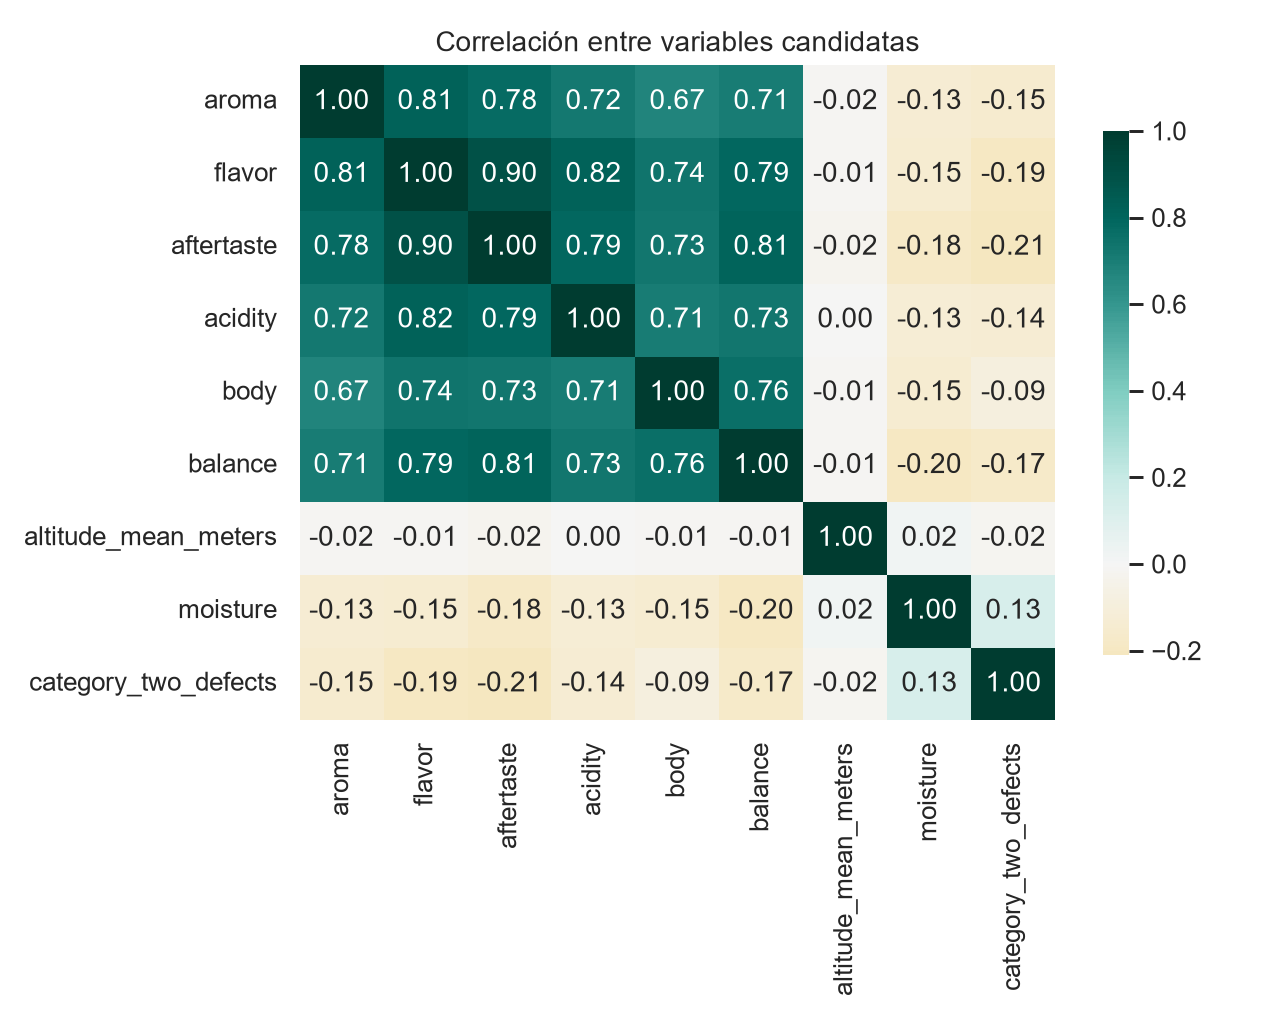 Correlación entre variables candidatas
aroma 1.00 0.81 0.78 0.72 0.67 0.71 -0.02 -0.13 -0.15
flavor 0.81 1.00 0.90 0.82 0.74 0.79 -0.01 -0.15 -0.19
aftertaste 0.78 0.90 1.00 0.79 0.73 0.81 -0.02 -0.18 -0.21
acidity 0.72 0.82 0.79 1.00 0.71 0.73 0.00 -0.13 -0.14
body 0.67 0.74 0.73 0.71 1.00 0.76 -0.01 -0.15 -0.09
balance 0.71 0.79 0.81 0.73 0.76 1.00 -0.01 -0.20 -0.17
altitude_mean_meters -0.02 -0.01 -0.02 0.00 -0.01 -0.01 1.00 0.02 -0.02
moisture -0.13 -0.15 -0.18 -0.13 -0.15 -0.20 0.02 1.00 0.13
category_two_defects -0.15 -0.19 -0.21 -0.14 -0.09 -0.17 -0.02 0.13 1.00
aroma
flavor
aftertaste
acidity
body
balance
altitude_mean_meters
moisture
category_two_defects
1.0
0.8
0.6
0.4
0.2
0.0
−0.2